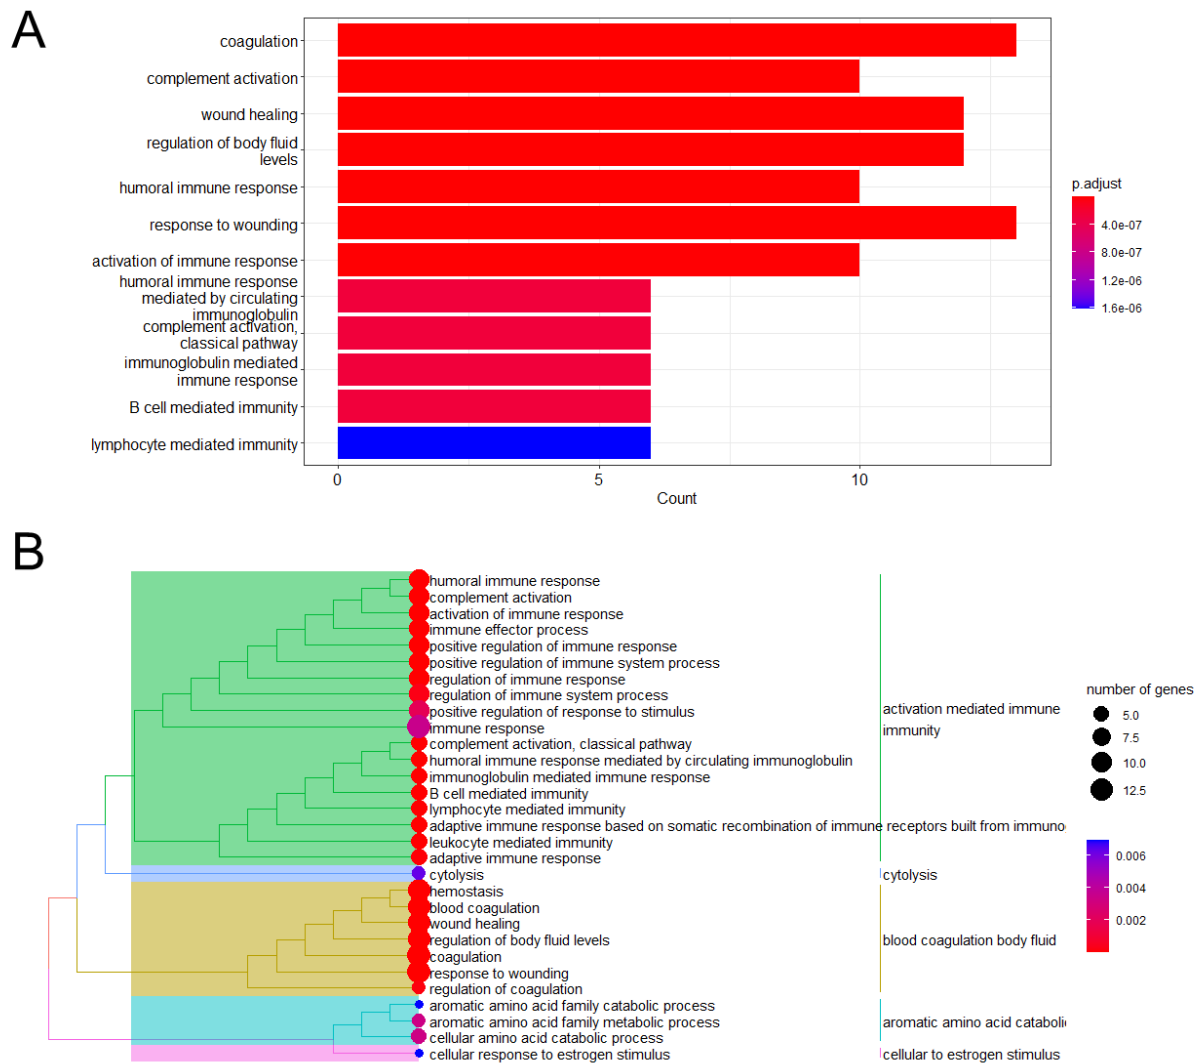 A
coagulation
complement activation
wound healing
regulation of body fluid
levels
humoral immune response
response to wounding
activation of immune response
humoral immune response
mediated by circulating
immunoglobulin
complement activation,
classical pathway
immunoglobulin mediated
immune response
B cell mediated immunity
lymphocyte mediated immunity
0
5
10
Count
p.adjust
4.0e-07
8.0e-07
1.2e-06
1.6e-06
B
humoral immune response
complement activation
activation of immune response
immune effector process
positive regulation of immune response
positive regulation of immune system process
regulation of immune response
regulation of immune system process
positive regulation of response to stimulus
immune response
complement activation, classical pathway
humoral immune response mediated by circulating immunoglobulin
immunoglobulin mediated immune response
B cell mediated immunity
lymphocyte mediated immunity
adaptive immune response based on somatic recombination of immune receptors built from immuno
leukocyte mediated immunity
adaptive immune response
cytolysis
hemostasis
blood coagulation
wound healing
regulation of body fluid levels
coagulation
response to wounding
regulation of coagulation
aromatic amino acid family catabolic process
aromatic amino acid family metabolic process
cellular amino acid catabolic process
cellular response to estrogen stimulus
activation mediated immune
immunity
cytolysis
blood coagulation body fluid
aromatic amino acid cataboli
cellular to estrogen stimulus
number of genes
5.0
7.5
10.0
12.5
0.006
0.004
0.002